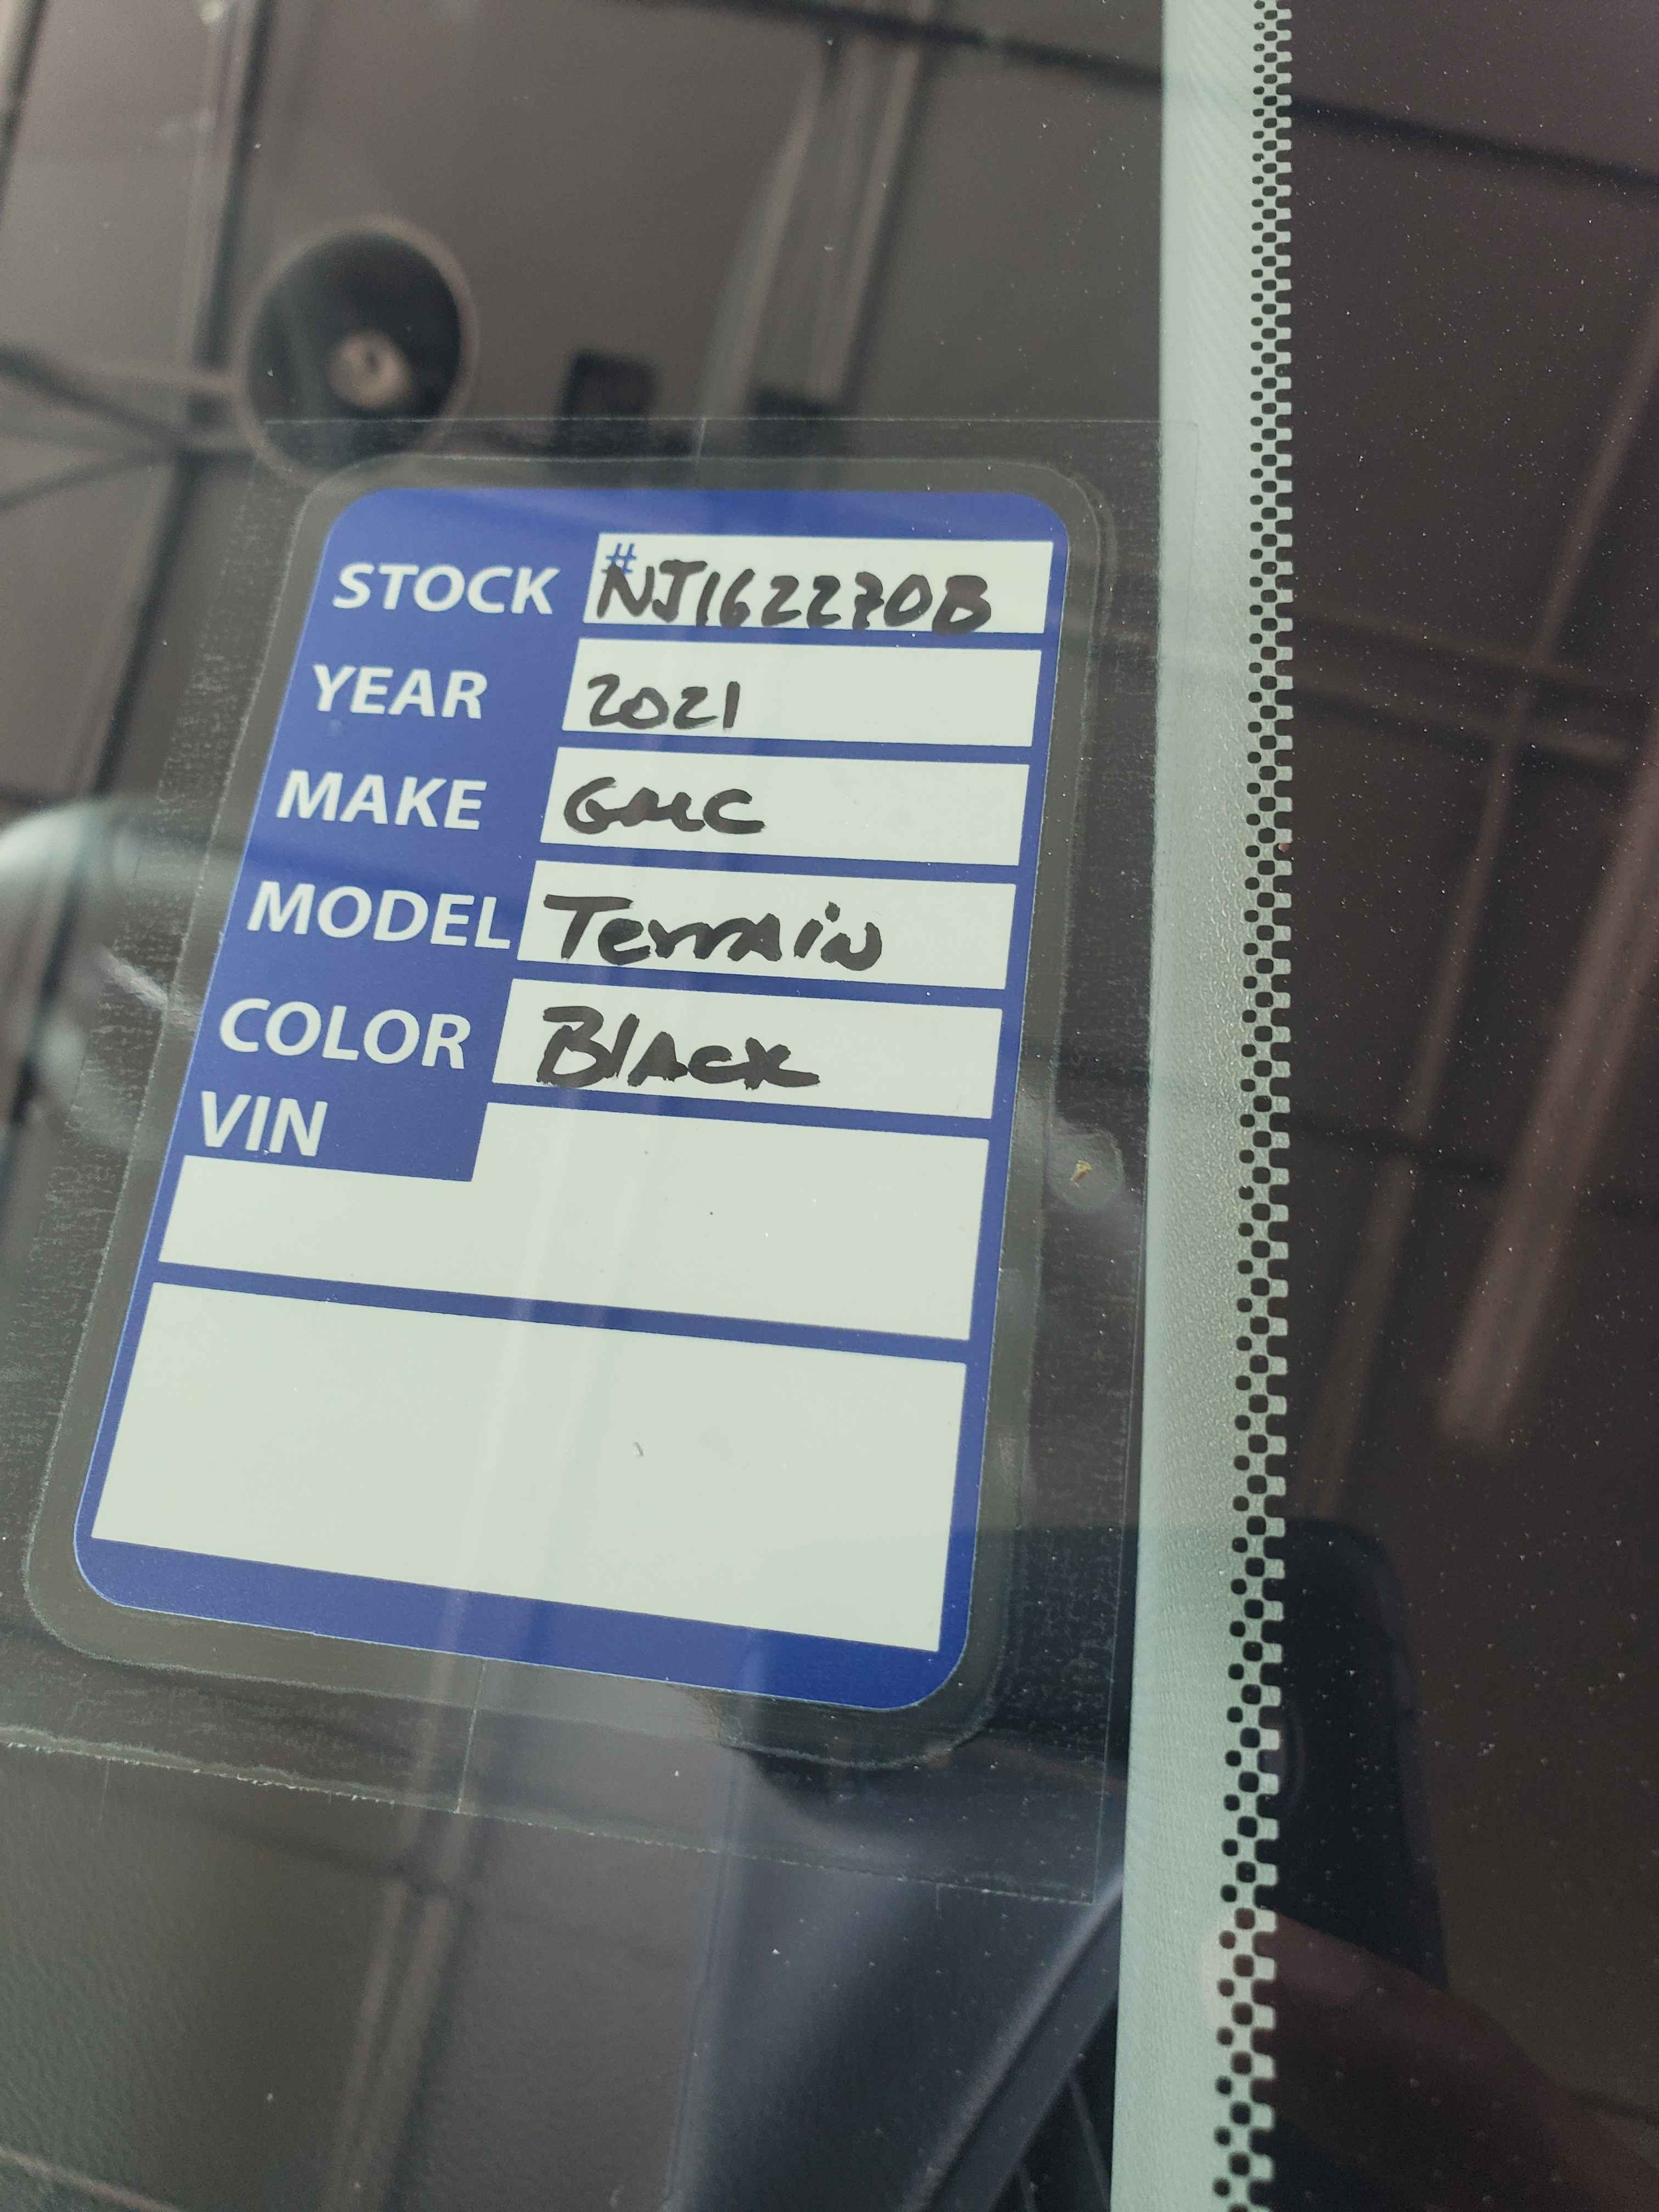 STOCK #NJ162270B
YEAR 2021
MAKE GMC
MODEL Terrain
COLOR Black
VIN